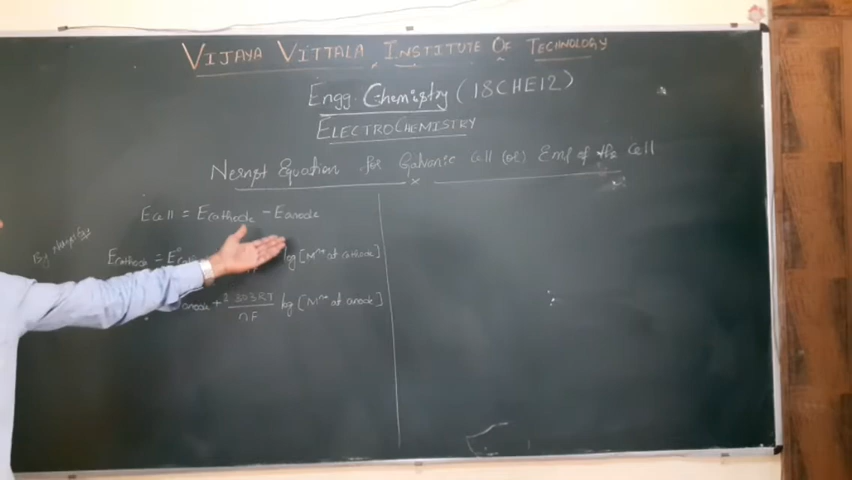 VIJAYA VITTALA INSTITUTE OF TECHNOLOGY
Engg. Chemistry (18CHE12)
ELECTROCHEMISTRY
Nernst Equation for Galvanic Cell (or) Emf of the Cell
Ecell = Ecathode - Eanode
By Nernst
Ecathode = E° log [Mn+ at cathode]
anode + 2.303RT/nF log [Mn+ at anode]